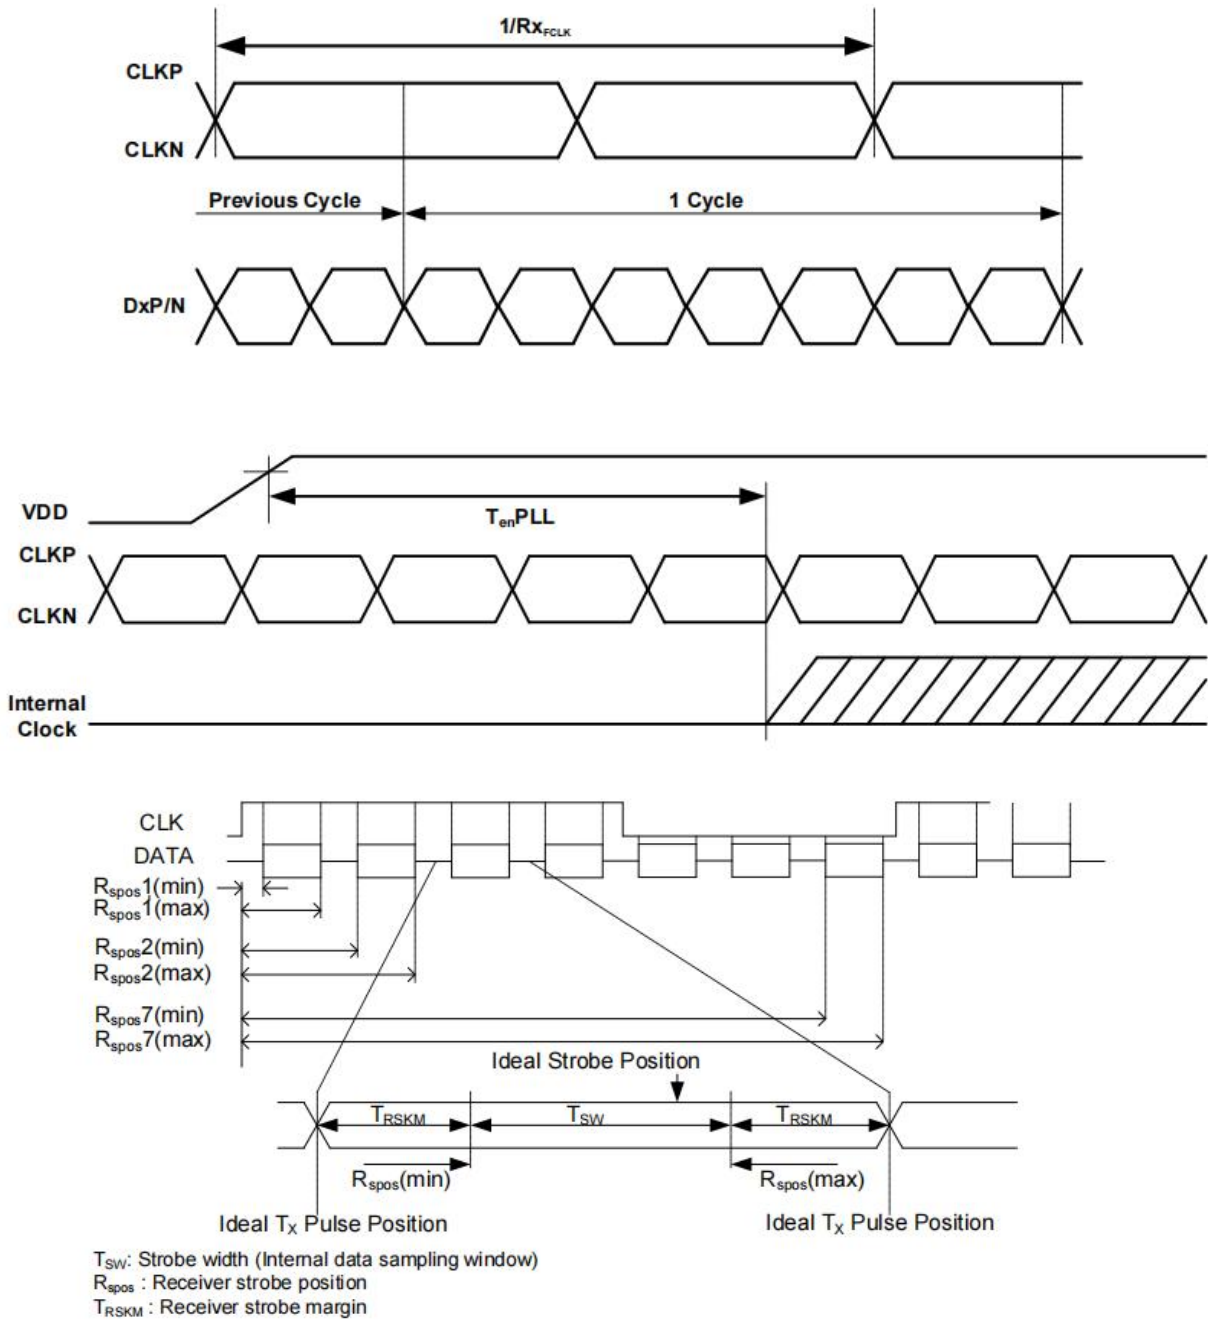 1/RxFCLK
CLKP
CLKN
Previous Cycle
1 Cycle
DxP/N
VDD
TenPLL
CLKP
CLKN
Internal
Clock
CLK
DATA
Rspos1(min)
Rspos1(max)
Rspos2(min)
Rspos2(max)
Rspos7(min)
Rspos7(max)
Ideal Strobe Position
TRSKM
TSW
TRSKM
Rspos(min)
Rspos(max)
Ideal TX Pulse Position
Ideal TX Pulse Position
TSW: Strobe width (Internal data sampling window)
Rspos : Receiver strobe position
TRSKM : Receiver strobe margin